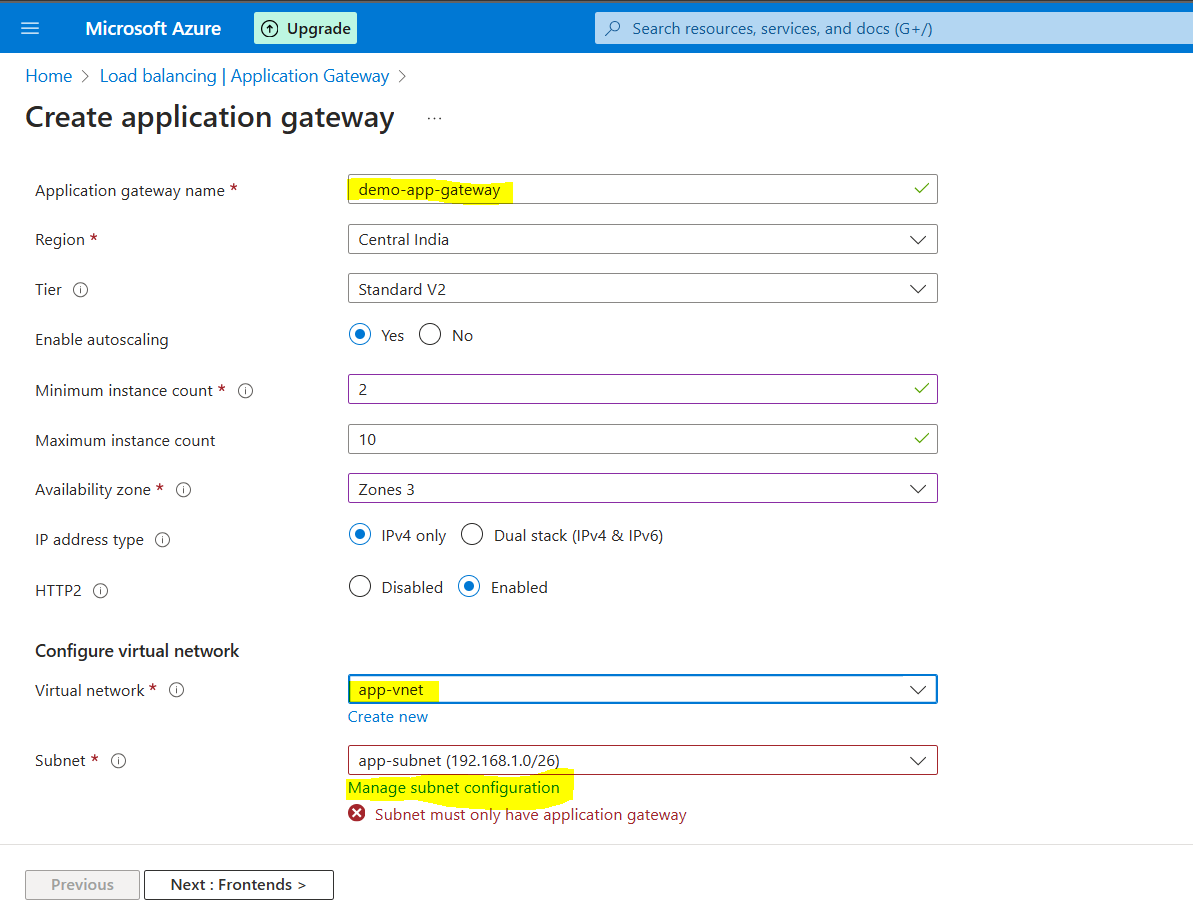 Microsoft Azure
Upgrade
Search resources, services, and docs (G+/)
Home > Load balancing | Application Gateway >
Create application gateway ...
Application gateway name *
demo-app-gateway
Region *
Central India
Tier
Standard V2
Enable autoscaling
Yes No
Minimum instance count *
2
Maximum instance count
10
Availability zone *
Zones 3
IP address type
IPv4 only Dual stack (IPv4 & IPv6)
HTTP2
Disabled Enabled
Configure virtual network
Virtual network *
app-vnet
Create new
Subnet *
app-subnet (192.168.1.0/26)
Manage subnet configuration
Subnet must only have application gateway
Previous
Next : Frontends >